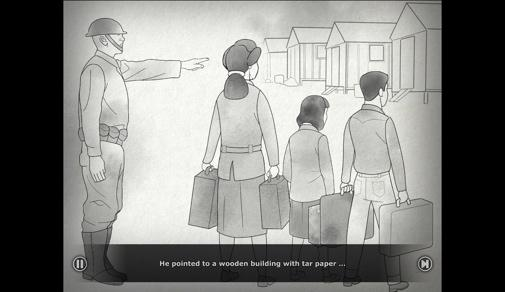 He pointed to a wooden building with tar paper ...